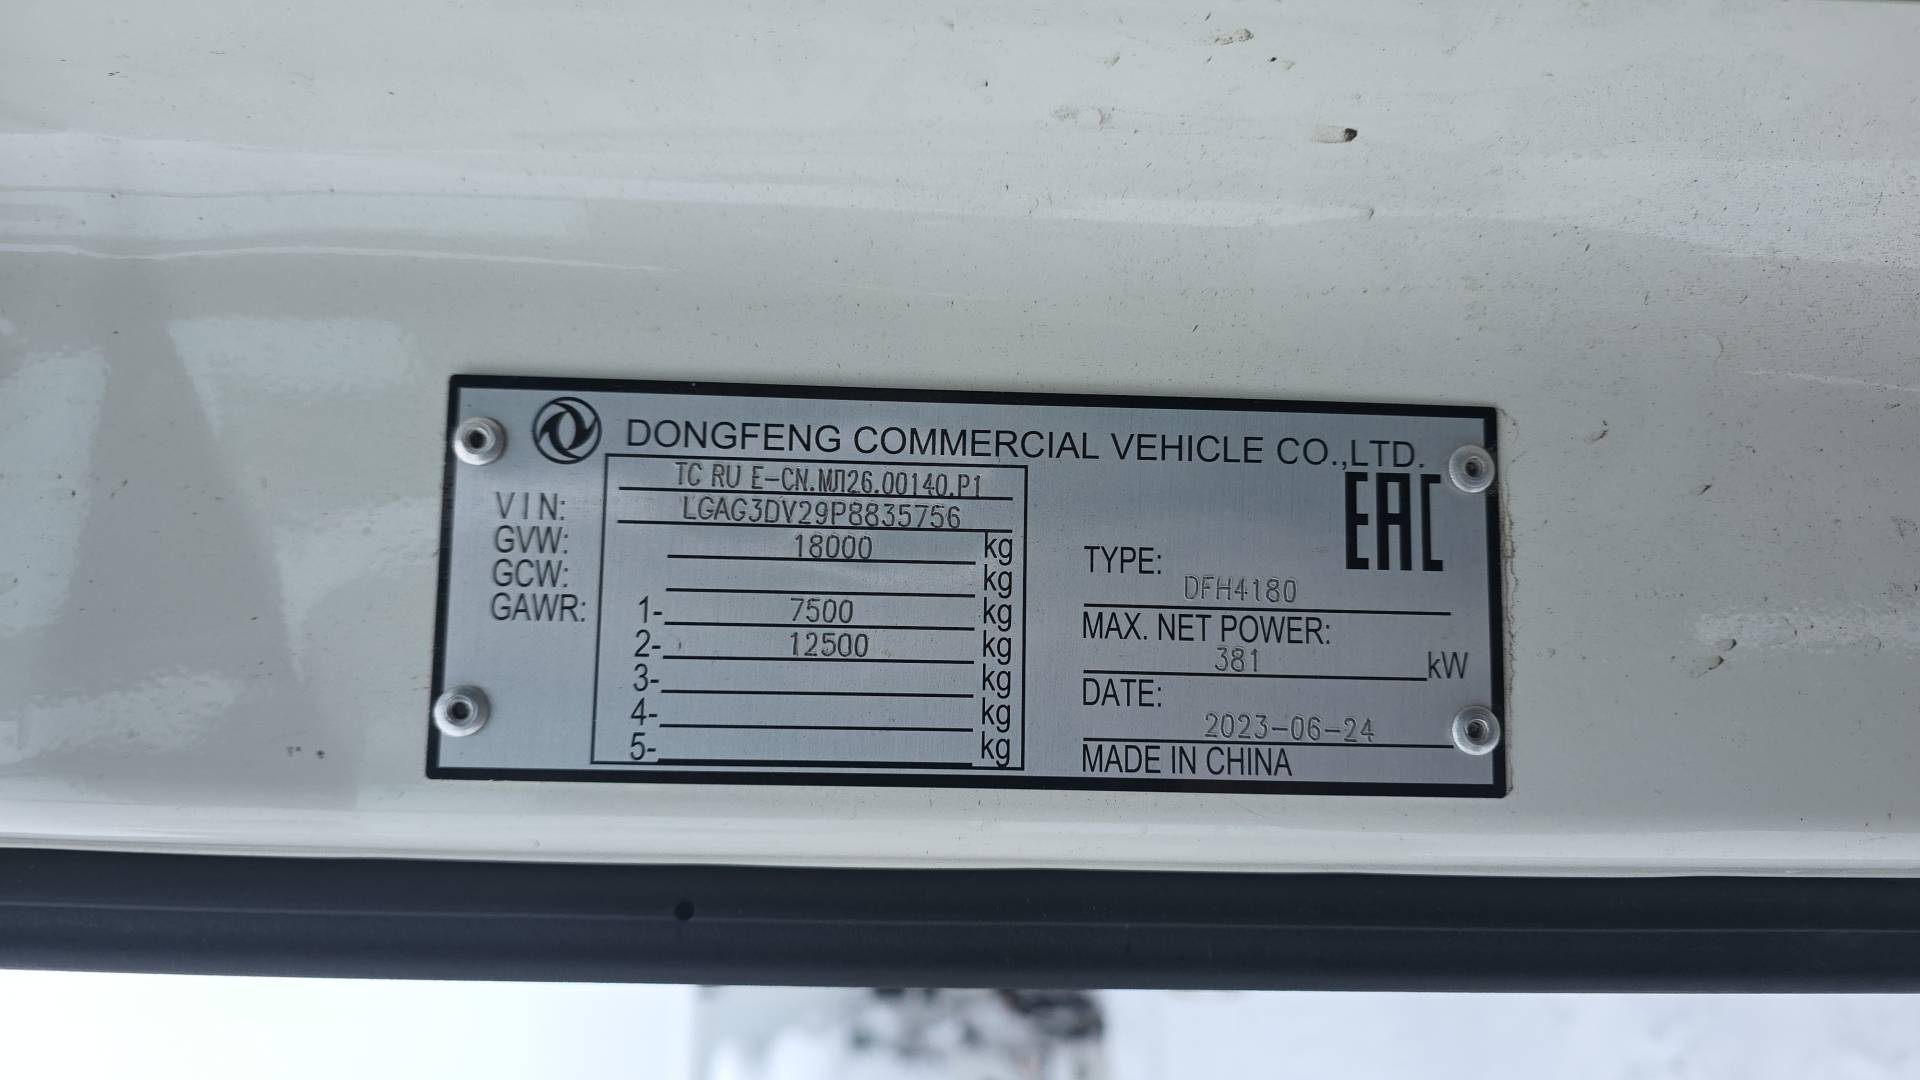 DONGFENG COMMERCIAL VEHICLE CO.,LTD.
TC RU E-CN.МЛ26.00140.P1
VIN: LGAG3DV29P8835756
GVW: 18000 kg
GCW: kg
GAWR: 1- 7500 kg
2- 12500 kg
3- kg
4- kg
5- kg
EAC
TYPE: DFH4180
MAX. NET POWER:
381 kW
DATE:
2023-06-24
MADE IN CHINA